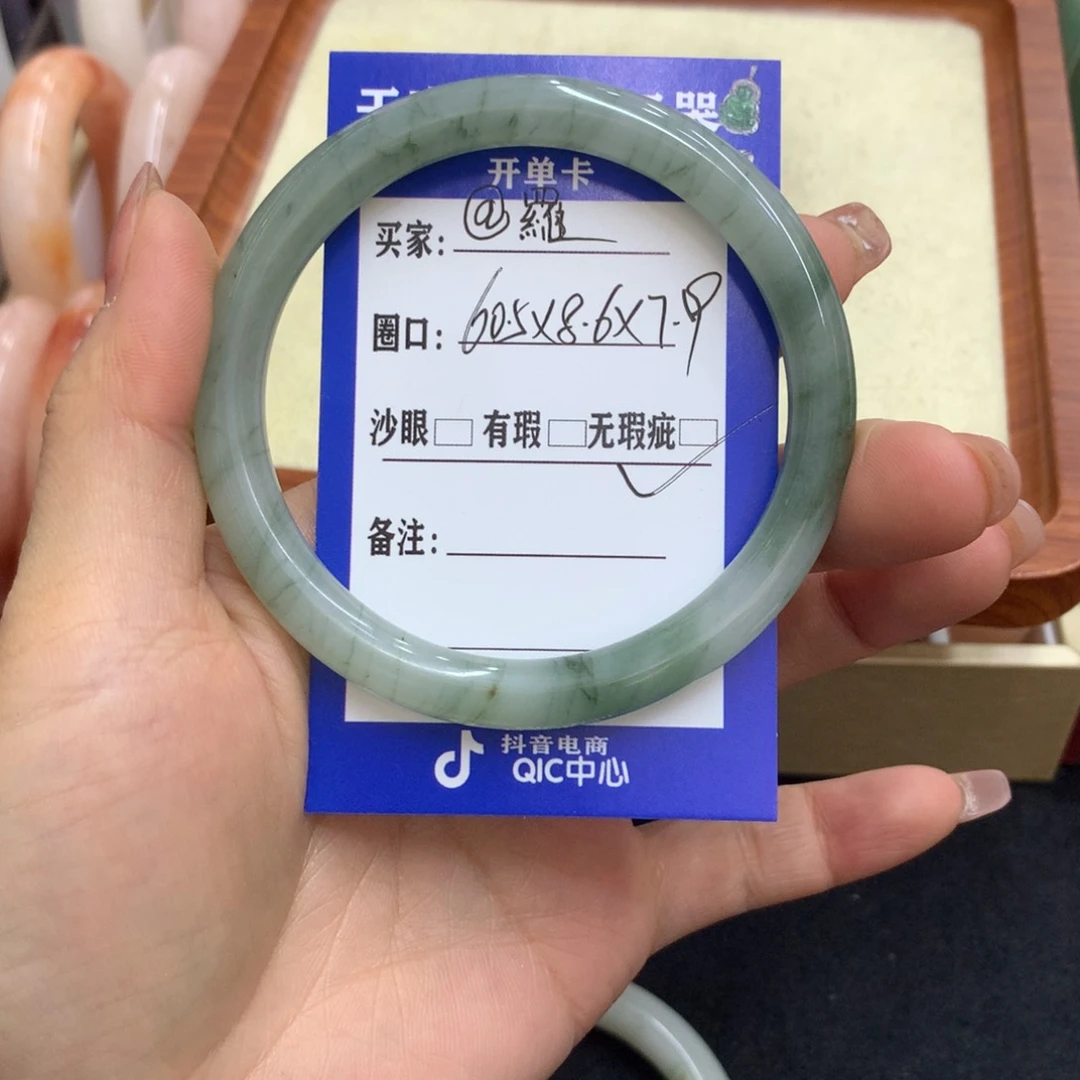 开单卡
买家: @羅
圈口: 60.5X8.6X7.9
沙眼□ 有瑕□ 无瑕疵□
备注:
抖音电商
QIC中心